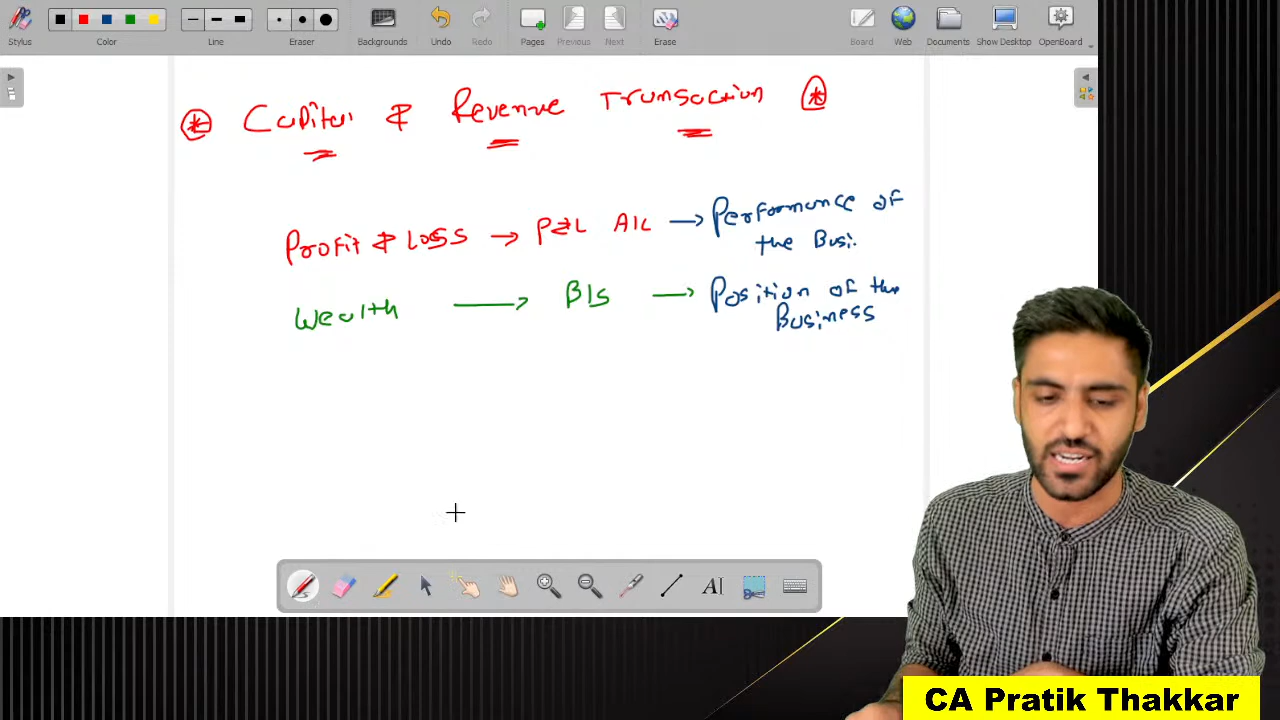 Stylus
Color
Line
Eraser
Backgrounds
Undo
Redo
Pages
Previous
Next
Erase
Board
Web
Documents
Show Desktop
OpenBoard
Capital & Revenue Transaction
Profit & Loss → P&L A/c → Performance of
the Busi.
Wealth → B/s → Position of the
Business
AI
CA Pratik Thakkar